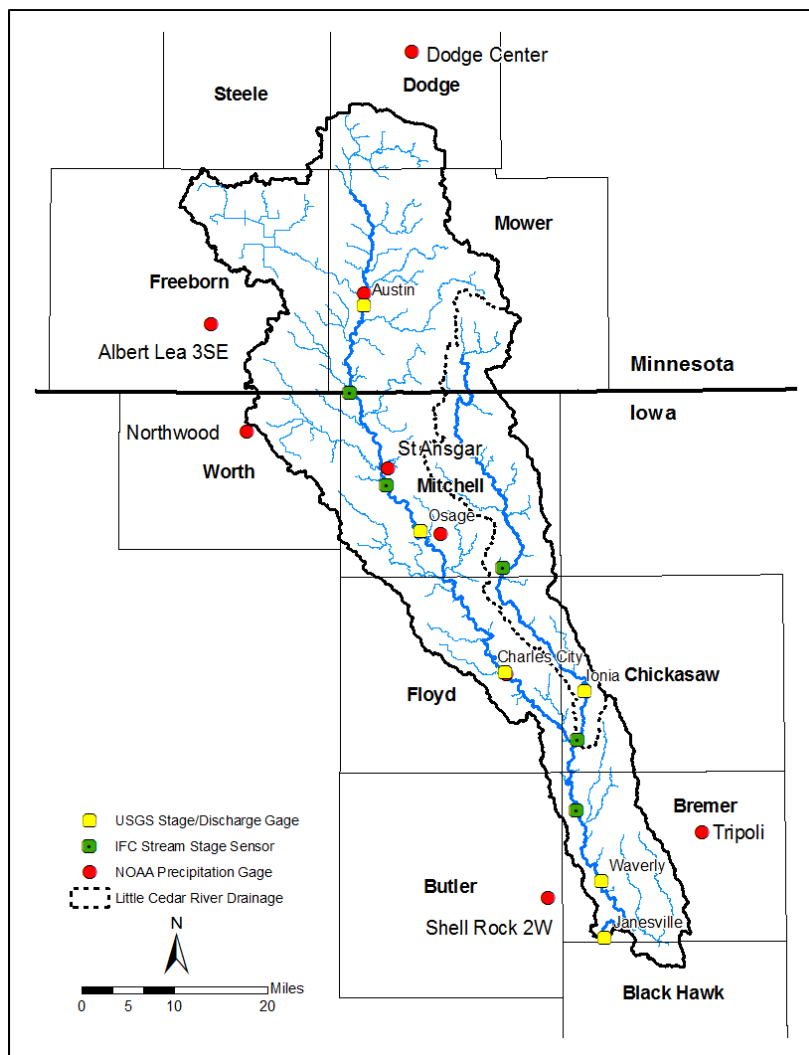 Dodge Center
Dodge
Steele
Mower
Austin
Freeborn
Albert Lea 3SE
Minnesota
Iowa
Northwood
St Ansgar
Worth
Mitchell
Osage
Charles City
Ionia
Chickasaw
Floyd
USGS Stage/Discharge Gage
IFC Stream Stage Sensor
NOAA Precipitation Gage
Little Cedar River Drainage
Bremer
Tripoli
Waverly
Butler
Shell Rock 2W
Janesville
N
Miles
0 5 10 20
Black Hawk